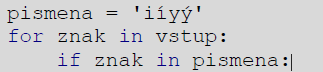 pismena = 'iíyý'
for znak in vstup:
    if znak in pismena: